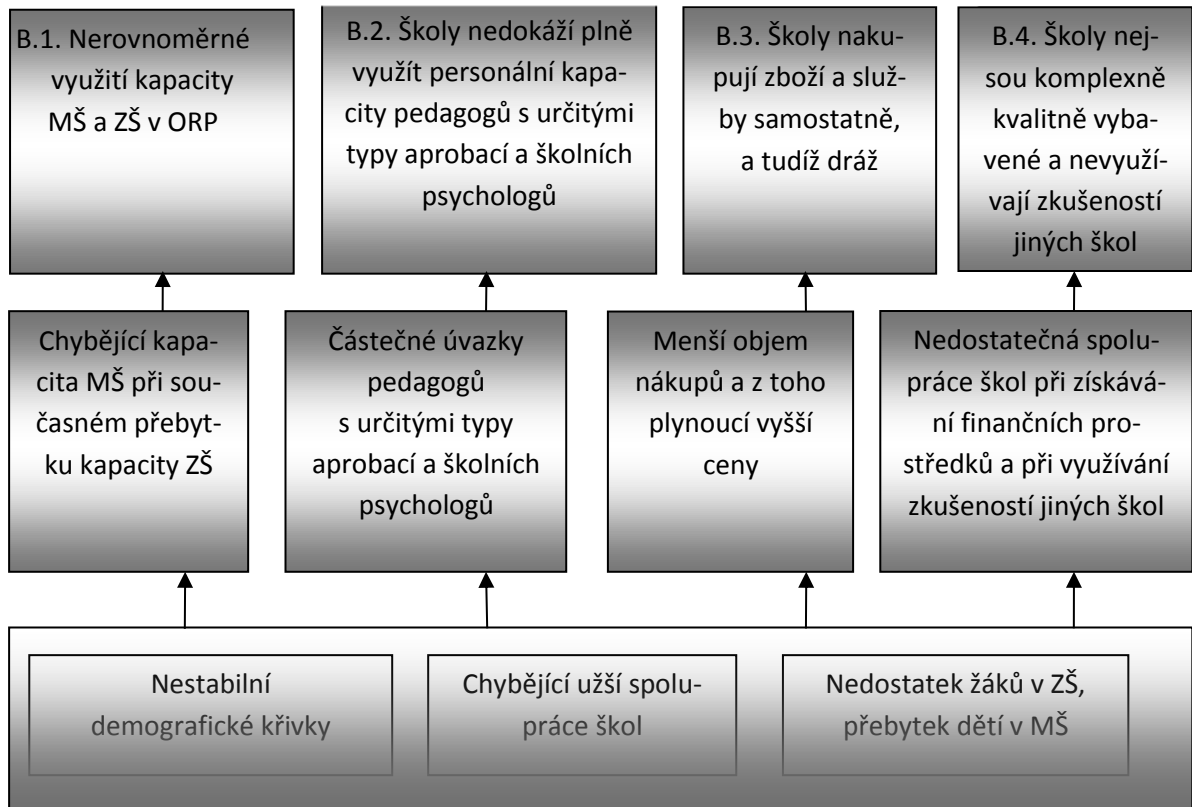 B.1. Nerovnoměrné
využití kapacity
MŠ a ZŠ v ORP
B.2. Školy nedokáží plně
využít personální kapa-
city pedagogů s určitými
typy aprobací a školních
psychologů
B.3. Školy naku-
pují zboží a služ-
by samostatně,
a tudíž dráž
B.4. Školy nej-
sou komplexně
kvalitně vyba-
vené a nevyuží-
vají zkušeností
jiných škol
Chybějící kapa-
cita MŠ při sou-
časném přebyt-
ku kapacity ZŠ
Částečné úvazky
pedagogů
s určitými typy
aprobací a školních
psychologů
Menší objem
nákupů a z toho
plynoucí vyšší
ceny
Nedostatečná spolu-
práce škol při získává-
ní finančních pro-
středků a při využívání
zkušeností jiných škol
Nestabilní
demografické křivky
Chybějící užší spolu-
práce škol
Nedostatek žáků v ZŠ,
přebytek dětí v MŠ